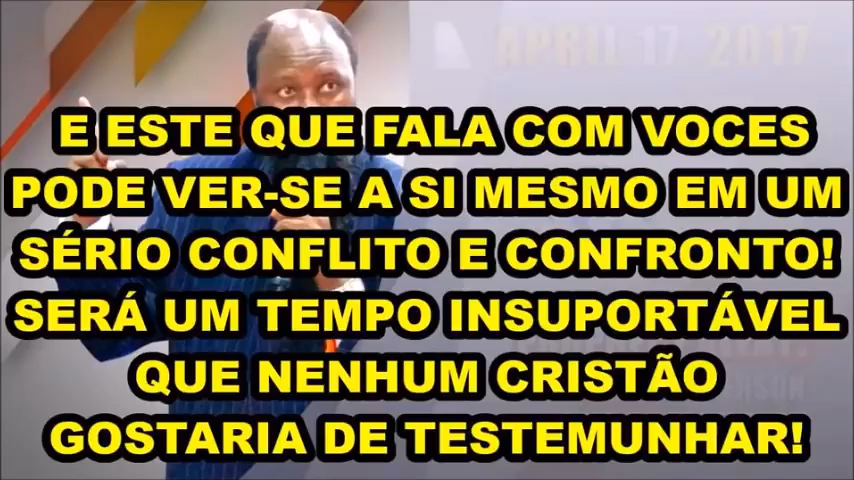 APRIL 17, 2017
E ESTE QUE FALA COM VOCES
PODE VER-SE A SI MESMO EM UM
SÉRIO CONFLITO E CONFRONTO!
SERÁ UM TEMPO INSUPORTÁVEL
QUE NENHUM CRISTÃO
GOSTARIA DE TESTEMUNHAR!